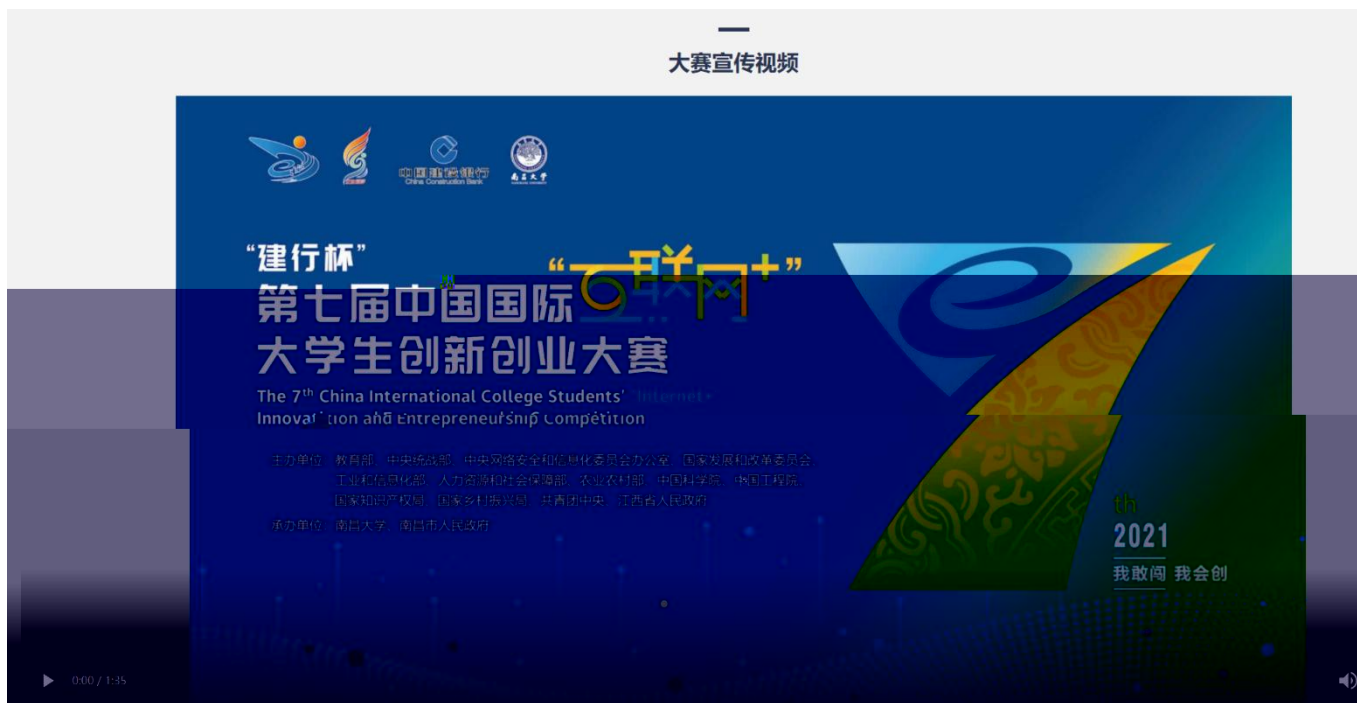 大赛宣传视频
中国建设银行
China Construction Bank
南昌大学
“建行杯”
“互联网+”
第七届中国国际
大学生创新创业大赛
The 7th China International College Students' "Internet+"
Innovation and Entrepreneurship Competition
主办单位 教育部、中央统战部、中央网络安全和信息化委员会办公室、国家发展和改革委员会、
工业和信息化部、人力资源和社会保障部、农业农村部、中国科学院、中国工程院、
国家知识产权局、国家乡村振兴局、共青团中央、江西省人民政府
承办单位 南昌大学、南昌市人民政府
th
2021
我敢闯 我会创
0:00 / 1:35